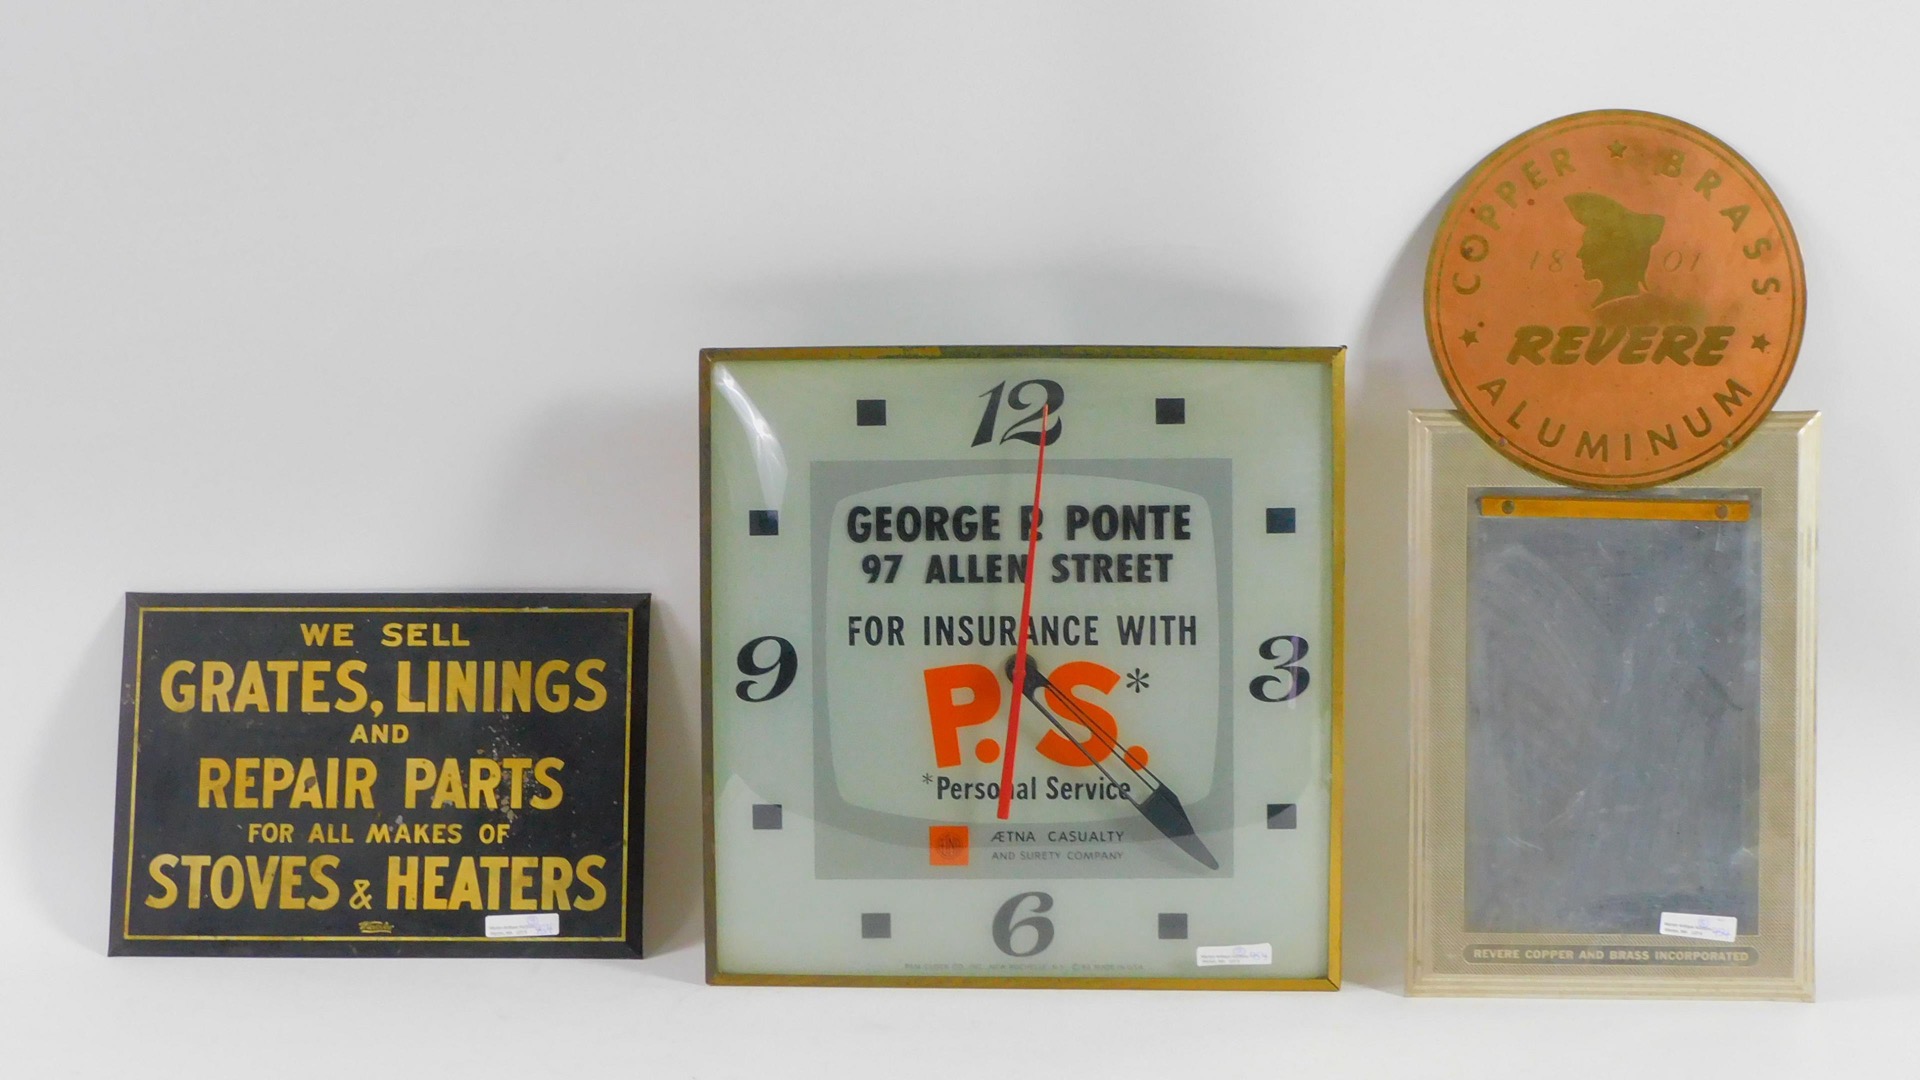 WE SELL
GRATES, LININGS
AND
REPAIR PARTS
FOR ALL MAKES OF
STOVES & HEATERS
12
GEORGE P. PONTE
97 ALLEN STREET
FOR INSURANCE WITH
9
3
P.S.*
*Personal Service
ÆTNA CASUALTY
AND SURETY COMPANY
6
COPPER ★ BRASS
18 01
REVERE
★ ALUMINUM ★
REVERE COPPER AND BRASS INCORPORATED